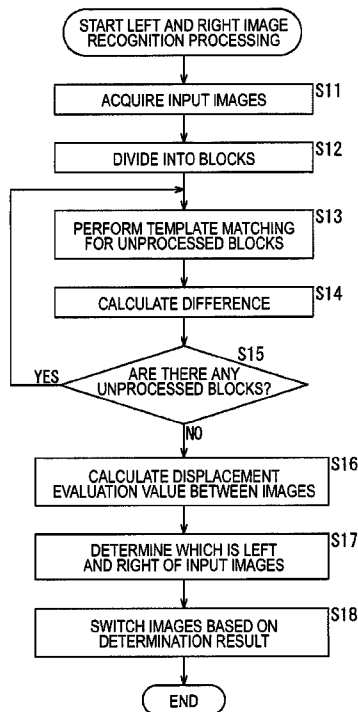 START LEFT AND RIGHT IMAGE
RECOGNITION PROCESSING
S11
ACQUIRE INPUT IMAGES
S12
DIVIDE INTO BLOCKS
S13
PERFORM TEMPLATE MATCHING
FOR UNPROCESSED BLOCKS
S14
CALCULATE DIFFERENCE
S15
ARE THERE ANY
UNPROCESSED BLOCKS?
YES
NO
S16
CALCULATE DISPLACEMENT
EVALUATION VALUE BETWEEN IMAGES
S17
DETERMINE WHICH IS LEFT
AND RIGHT OF INPUT IMAGES
S18
SWITCH IMAGES BASED ON
DETERMINATION RESULT
END